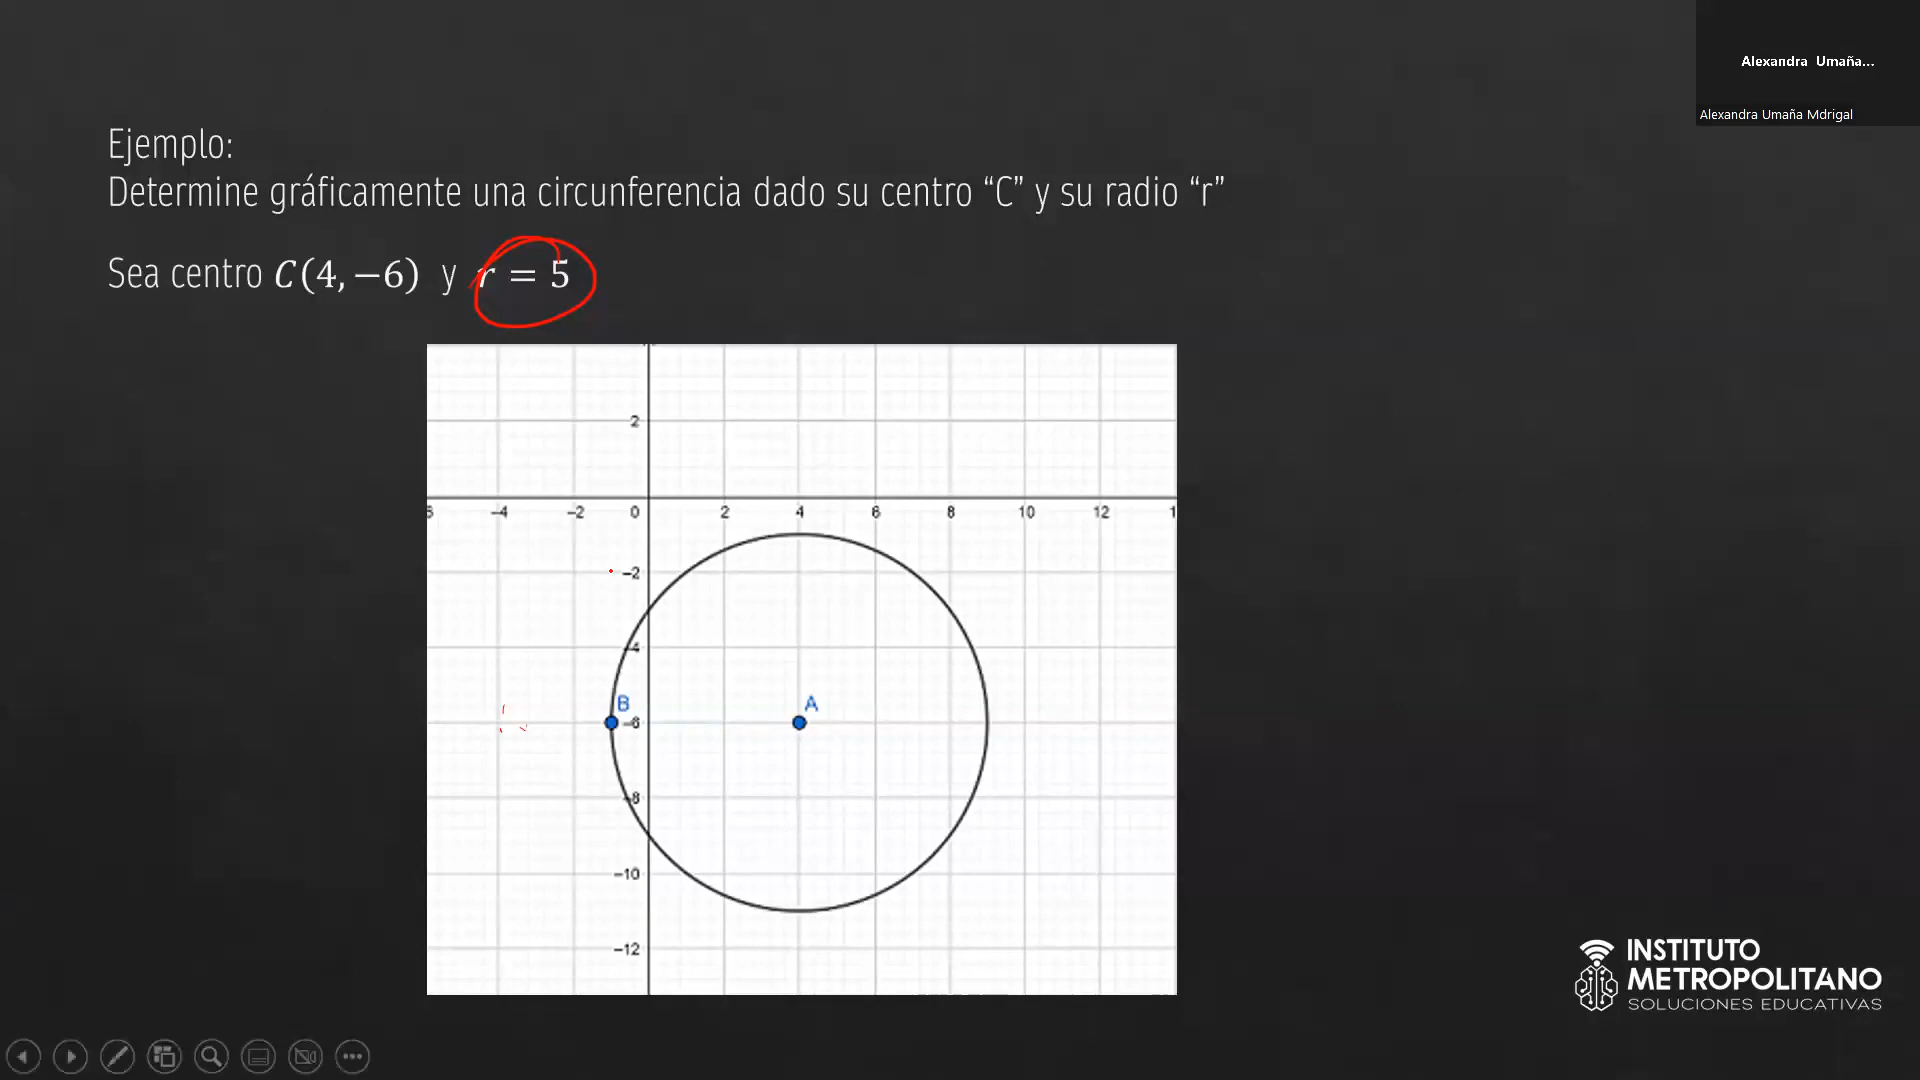 Alexandra Umaña...
Alexandra Umaña Mdrigal
Ejemplo:
Determine gráficamente una circunferencia dado su centro “C” y su radio “r”
Sea centro C(4,−6) y r = 5
2
−4 −2 0 2 4 6 8 10 12
−2
−4
B A
−6
−8
−10
−12
INSTITUTO
METROPOLITANO
SOLUCIONES EDUCATIVAS